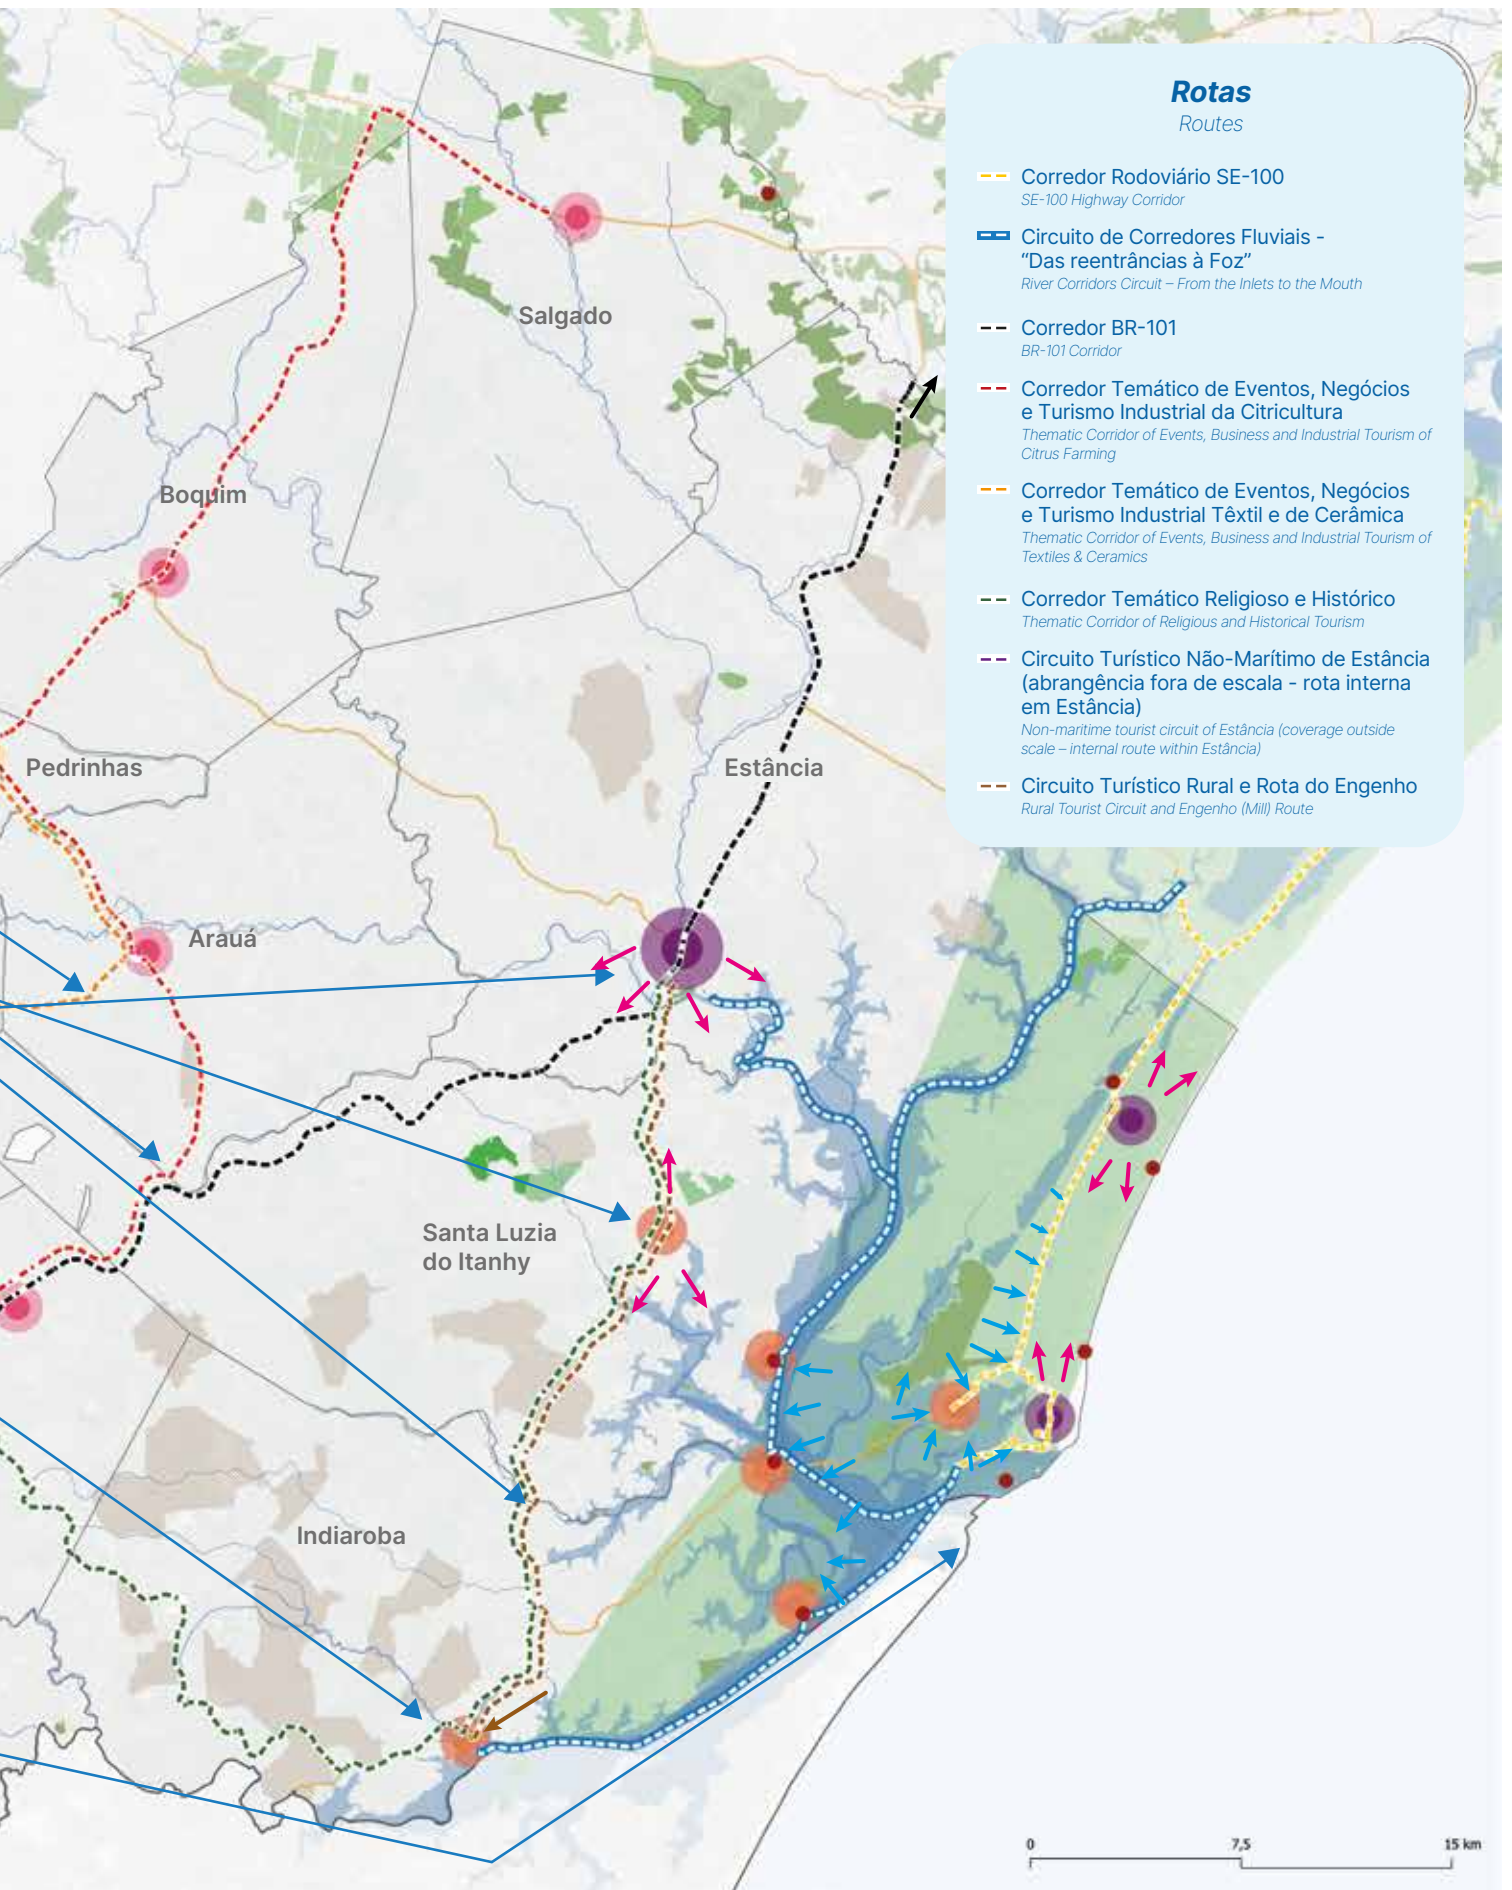 Rotas
Routes
Corredor Rodoviário SE-100
SE-100 Highway Corridor
Circuito de Corredores Fluviais -
“Das reentrâncias à Foz”
River Corridors Circuit – From the Inlets to the Mouth
Corredor BR-101
BR-101 Corridor
Corredor Temático de Eventos, Negócios
e Turismo Industrial da Citricultura
Thematic Corridor of Events, Business and Industrial Tourism of
Citrus Farming
Corredor Temático de Eventos, Negócios
e Turismo Industrial Têxtil e de Cerâmica
Thematic Corridor of Events, Business and Industrial Tourism of
Textiles & Ceramics
Corredor Temático Religioso e Histórico
Thematic Corridor of Religious and Historical Tourism
Circuito Turístico Não-Marítimo de Estância
(abrangência fora de escala - rota interna
em Estância)
Non-maritime tourist circuit of Estância (coverage outside
scale – internal route within Estância)
Circuito Turístico Rural e Rota do Engenho
Rural Tourist Circuit and Engenho (Mill) Route
Salgado
Boquim
Pedrinhas
Estância
Arauá
Santa Luzia
do Itanhy
Indiaroba
0 7,5 15 km